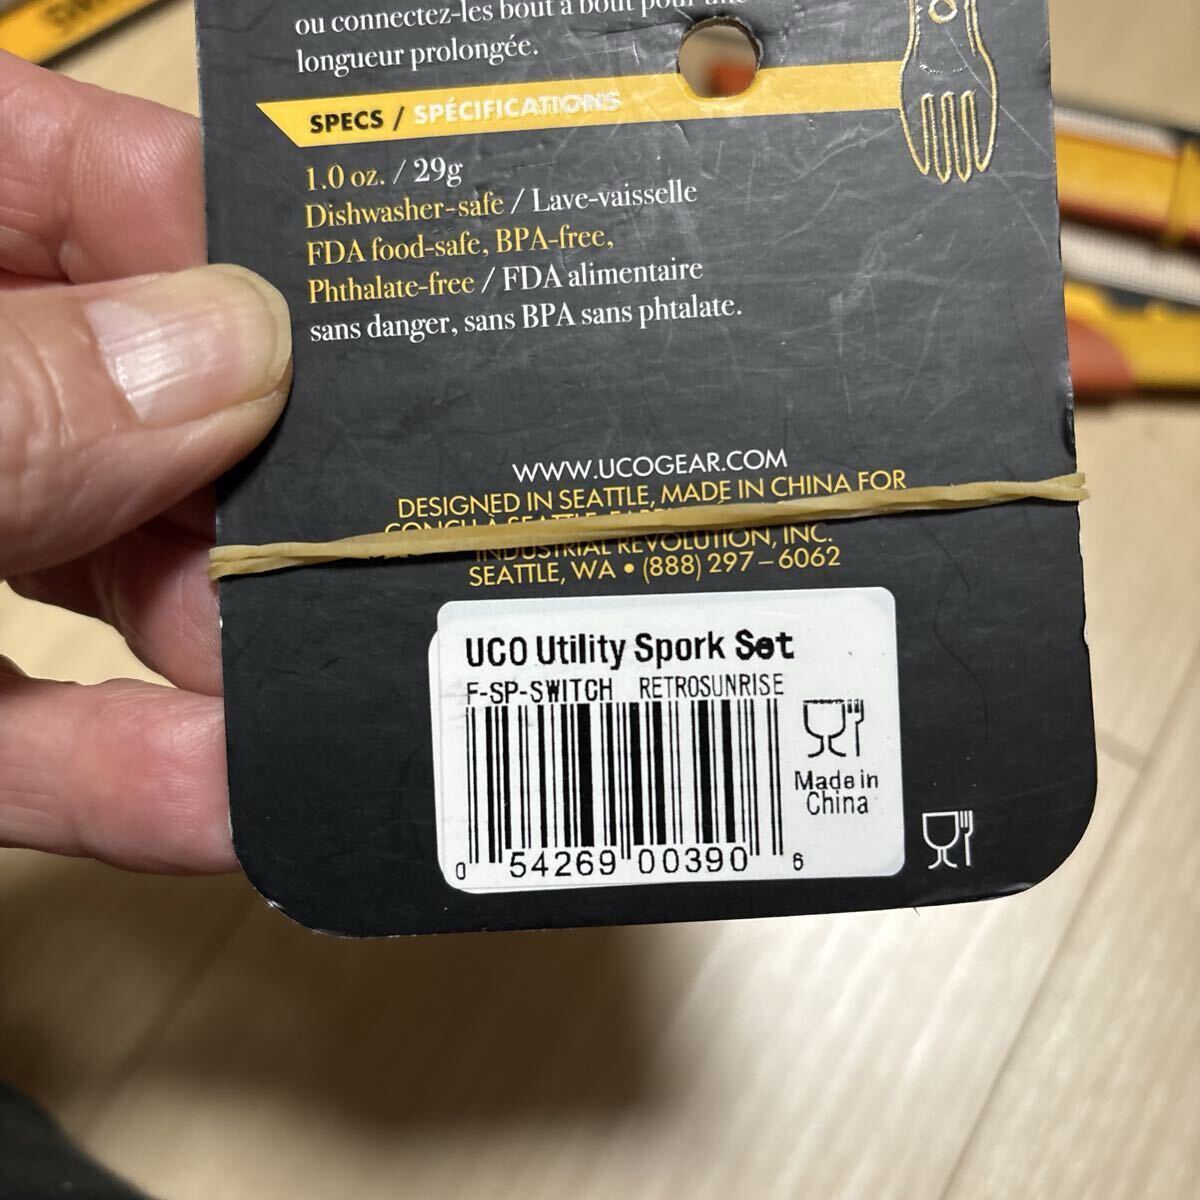 ou connectez-les bout à bout pour une
longueur prolongée.
SPECS / SPÉCIFICATIONS
1.0 oz. / 29g
Dishwasher-safe / Lave-vaisselle
FDA food-safe, BPA-free,
Phthalate-free / FDA alimentaire
sans danger, sans BPA sans phtalate.
WWW.UCOGEAR.COM
DESIGNED IN SEATTLE, MADE IN CHINA FOR
CONÇU À SEATTLE,
INDUSTRIAL REVOLUTION, INC.
SEATTLE, WA • (888) 297–6062
UCO Utility Spork Set
F-SP-SWITCH RETROSUNRISE
Made in
China
0 54269 00390 6